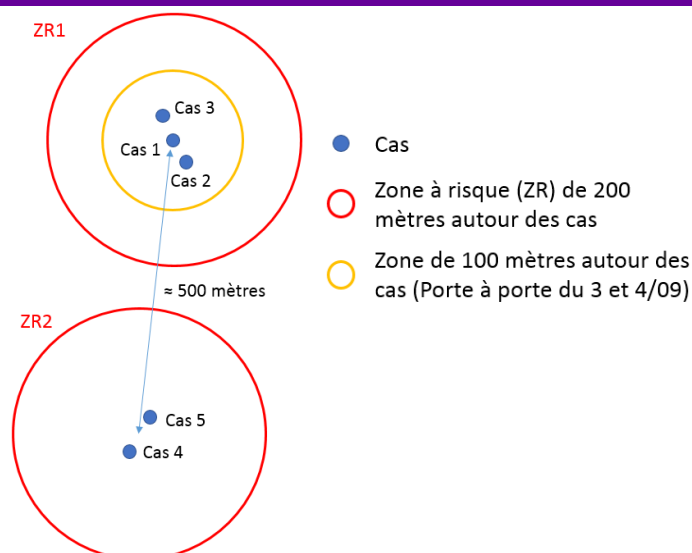 ZR1
Cas 3
Cas 1
Cas 2
≈ 500 mètres
ZR2
Cas 5
Cas 4
Cas
Zone à risque (ZR) de 200
mètres autour des cas
Zone de 100 mètres autour des
cas (Porte à porte du 3 et 4/09)